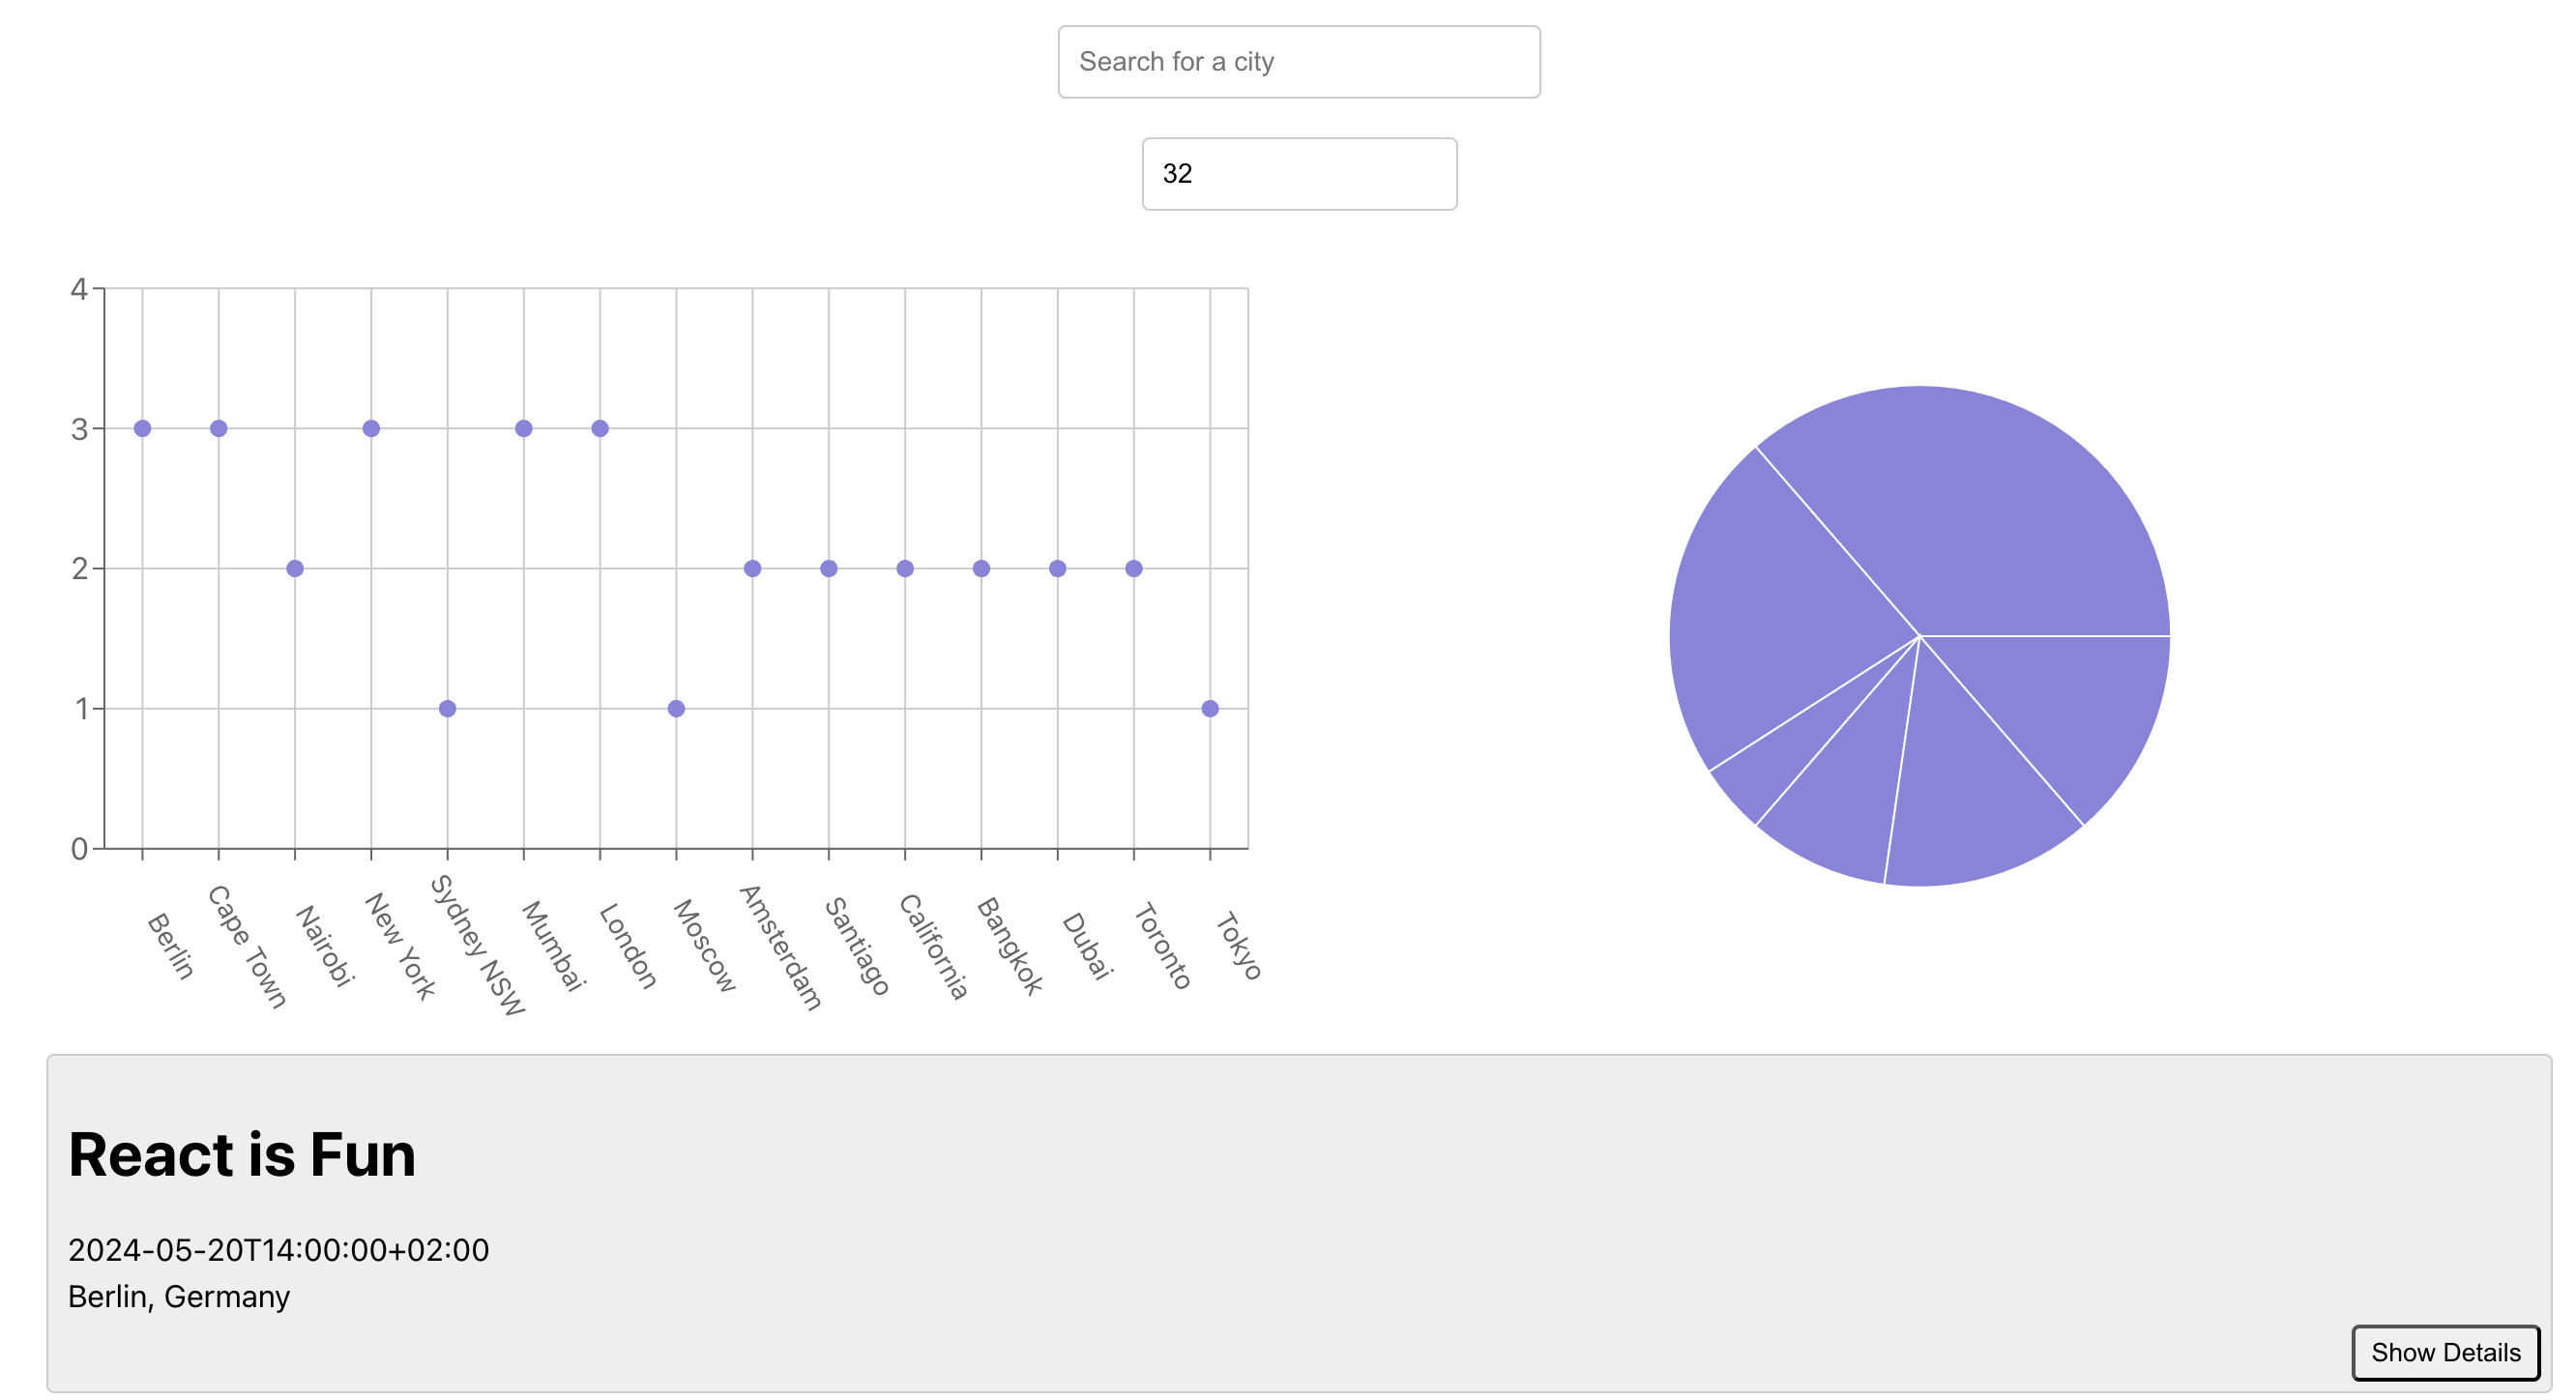 Search for a city
32
4
3
2
1
0
Berlin
Cape Town
Nairobi
New York
Sydney NSW
Mumbai
London
Moscow
Amsterdam
Santiago
California
Bangkok
Dubai
Toronto
Tokyo
React is Fun
2024-05-20T14:00:00+02:00
Berlin, Germany
Show Details